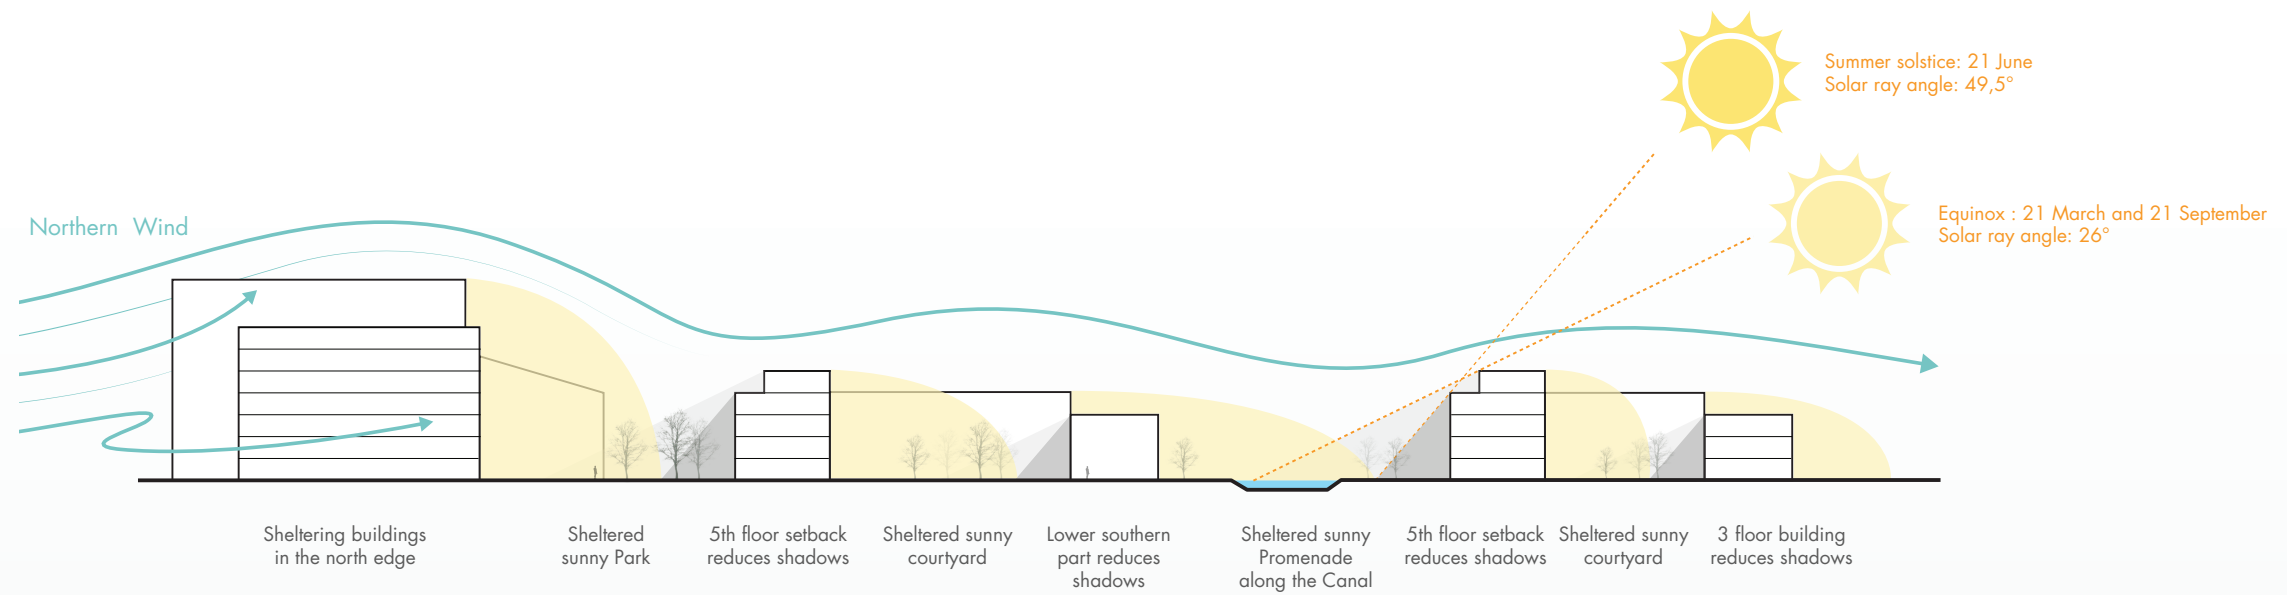 Summer solstice: 21 June
Solar ray angle: 49,5°
Equinox : 21 March and 21 September
Solar ray angle: 26°
Northern Wind
Sheltering buildings
in the north edge
Sheltered
sunny Park
5th floor setback
reduces shadows
Sheltered sunny
courtyard
Lower southern
part reduces
shadows
Sheltered sunny
Promenade
along the Canal
5th floor setback
reduces shadows
Sheltered sunny
courtyard
3 floor building
reduces shadows